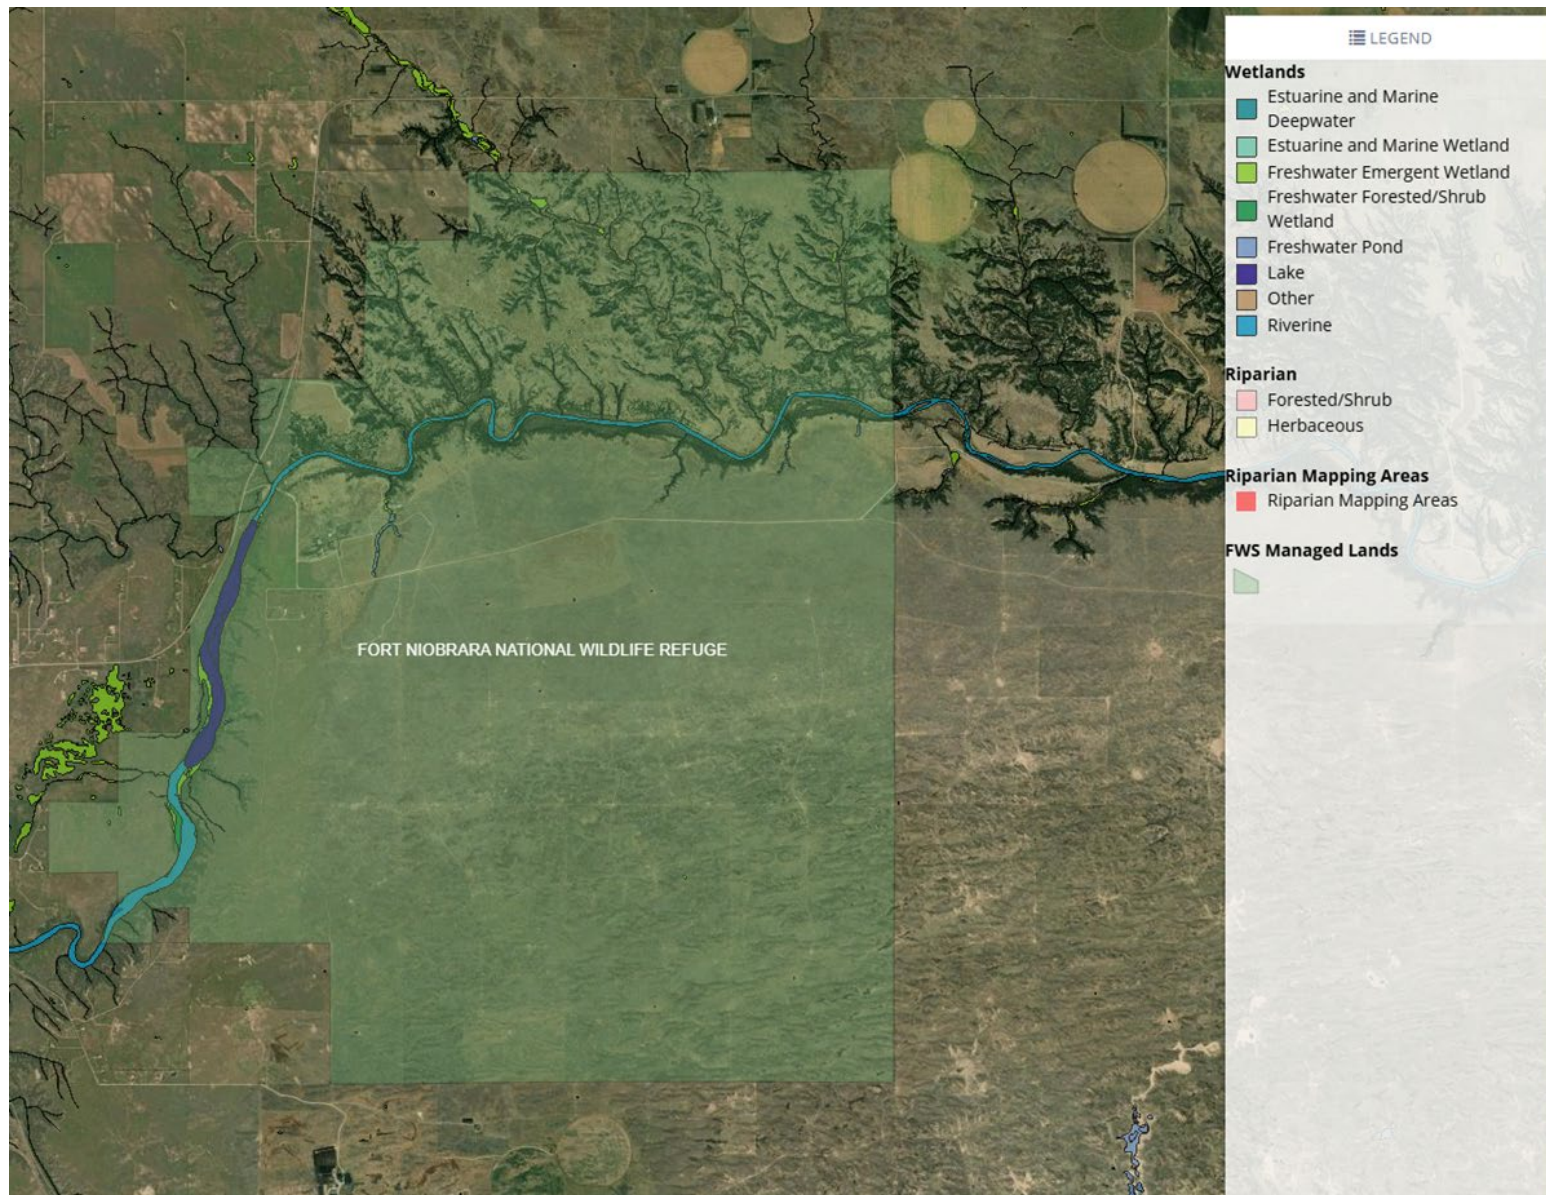 LEGEND
Wetlands
Estuarine and Marine
Deepwater
Estuarine and Marine Wetland
Freshwater Emergent Wetland
Freshwater Forested/Shrub
Wetland
Freshwater Pond
Lake
Other
Riverine
Riparian
Forested/Shrub
Herbaceous
Riparian Mapping Areas
Riparian Mapping Areas
FWS Managed Lands
FORT NIOBRARA NATIONAL WILDLIFE REFUGE